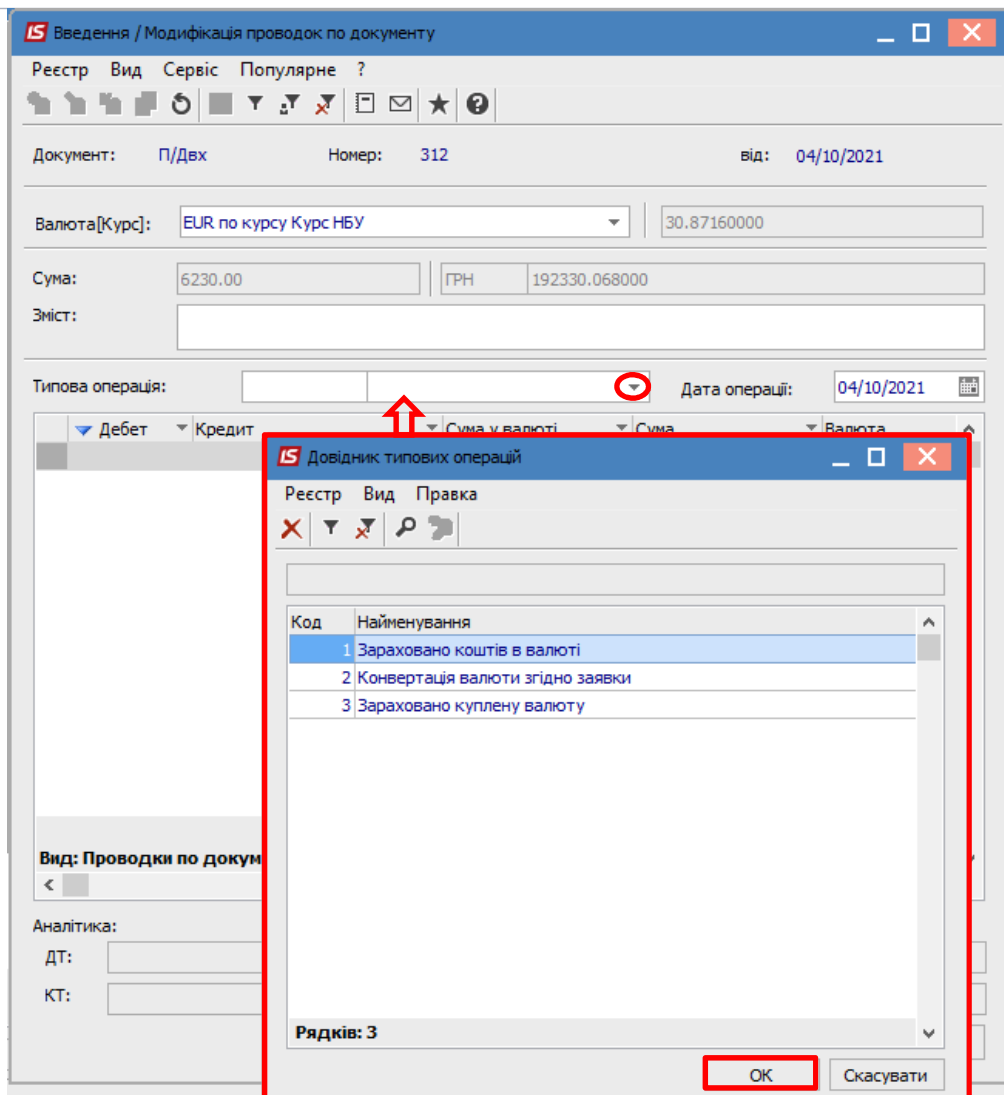 Введення / Модифікація проводок по документу
Реєстр Вид Сервіс Популярне ?
Документ: П/Двх Номер: 312 від: 04/10/2021
Валюта[Курс]: EUR по курсу Курс НБУ 30.87160000
Сума: 6230.00 ГРН 192330.068000
Зміст:
Типова операція: Дата операції: 04/10/2021
Дебет Кредит Сума у валюті Сума Валюта
Довідник типових операцій
Реєстр Вид Правка
Код Найменування
1 Зараховано коштів в валюті
2 Конвертація валюти згідно заявки
3 Зараховано куплену валюту
Вид: Проводки по докум
Аналітика:
ДТ:
КТ:
Рядків: 3
OK Скасувати